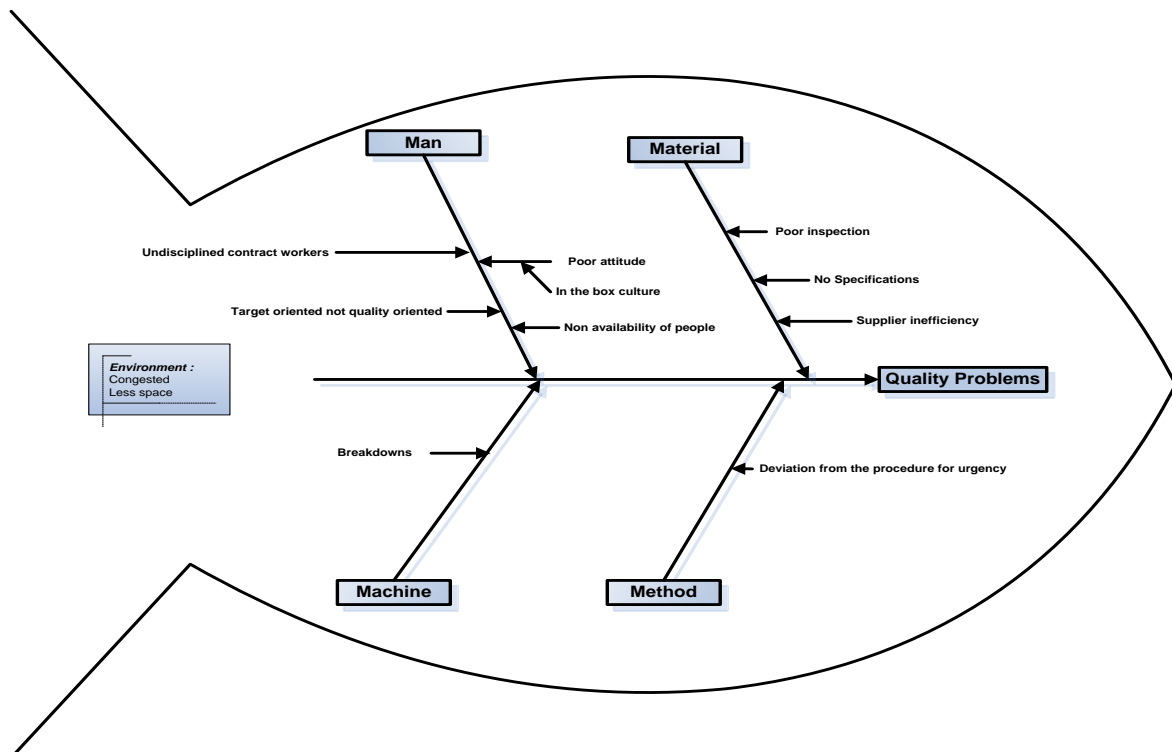 Man
Material
Undisciplined contract workers
Poor attitude
In the box culture
Target oriented not quality oriented
Non availability of people
Poor inspection
No Specifications
Supplier inefficiency
Environment :
Congested
Less space
Quality Problems
Breakdowns
Deviation from the procedure for urgency
Machine
Method